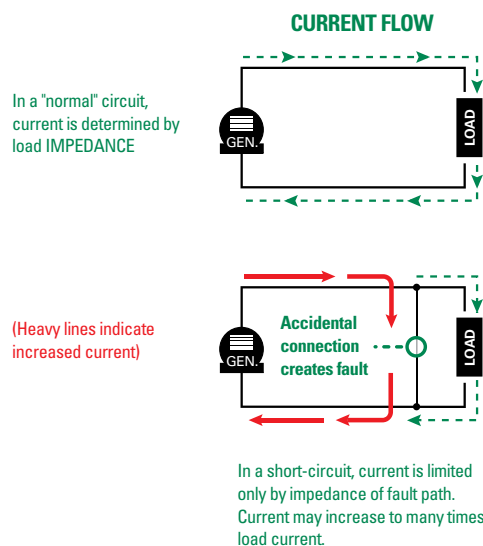 CURRENT FLOW
In a "normal" circuit,
current is determined by
load IMPEDANCE
GEN.
LOAD
(Heavy lines indicate
increased current)
GEN.
Accidental
connection
creates fault
LOAD
In a short-circuit, current is limited
only by impedance of fault path.
Current may increase to many times
load current.